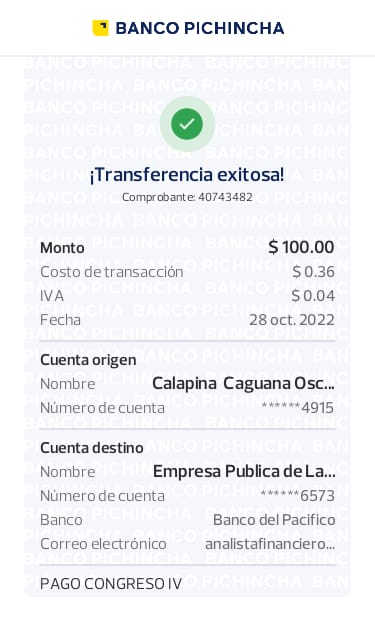 BANCO PICHINCHA
¡Transferencia exitosa!
Comprobante: 40743482
Monto $ 100.00
Costo de transacción $ 0.36
IVA $ 0.04
Fecha 28 oct. 2022
Cuenta origen
Nombre Calapina Caguana Osc...
Número de cuenta ******4915
Cuenta destino
Nombre Empresa Publica de La...
Número de cuenta ******6573
Banco Banco del Pacifico
Correo electrónico analistafinanciero...
PAGO CONGRESO IV